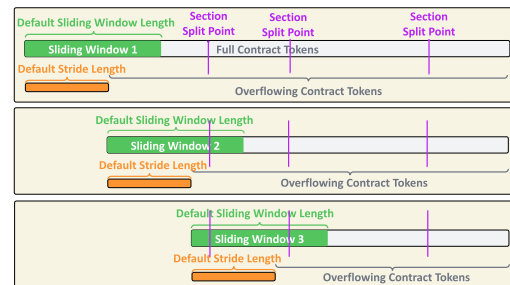 Default Sliding Window Length
Section
Split Point
Section
Split Point
Section
Split Point
Sliding Window 1
Full Contract Tokens
Default Stride Length
Overflowing Contract Tokens
Default Sliding Window Length
Sliding Window 2
Default Stride Length
Overflowing Contract Tokens
Default Sliding Window Length
Sliding Window 3
Default Stride Length
Overflowing Contract Tokens